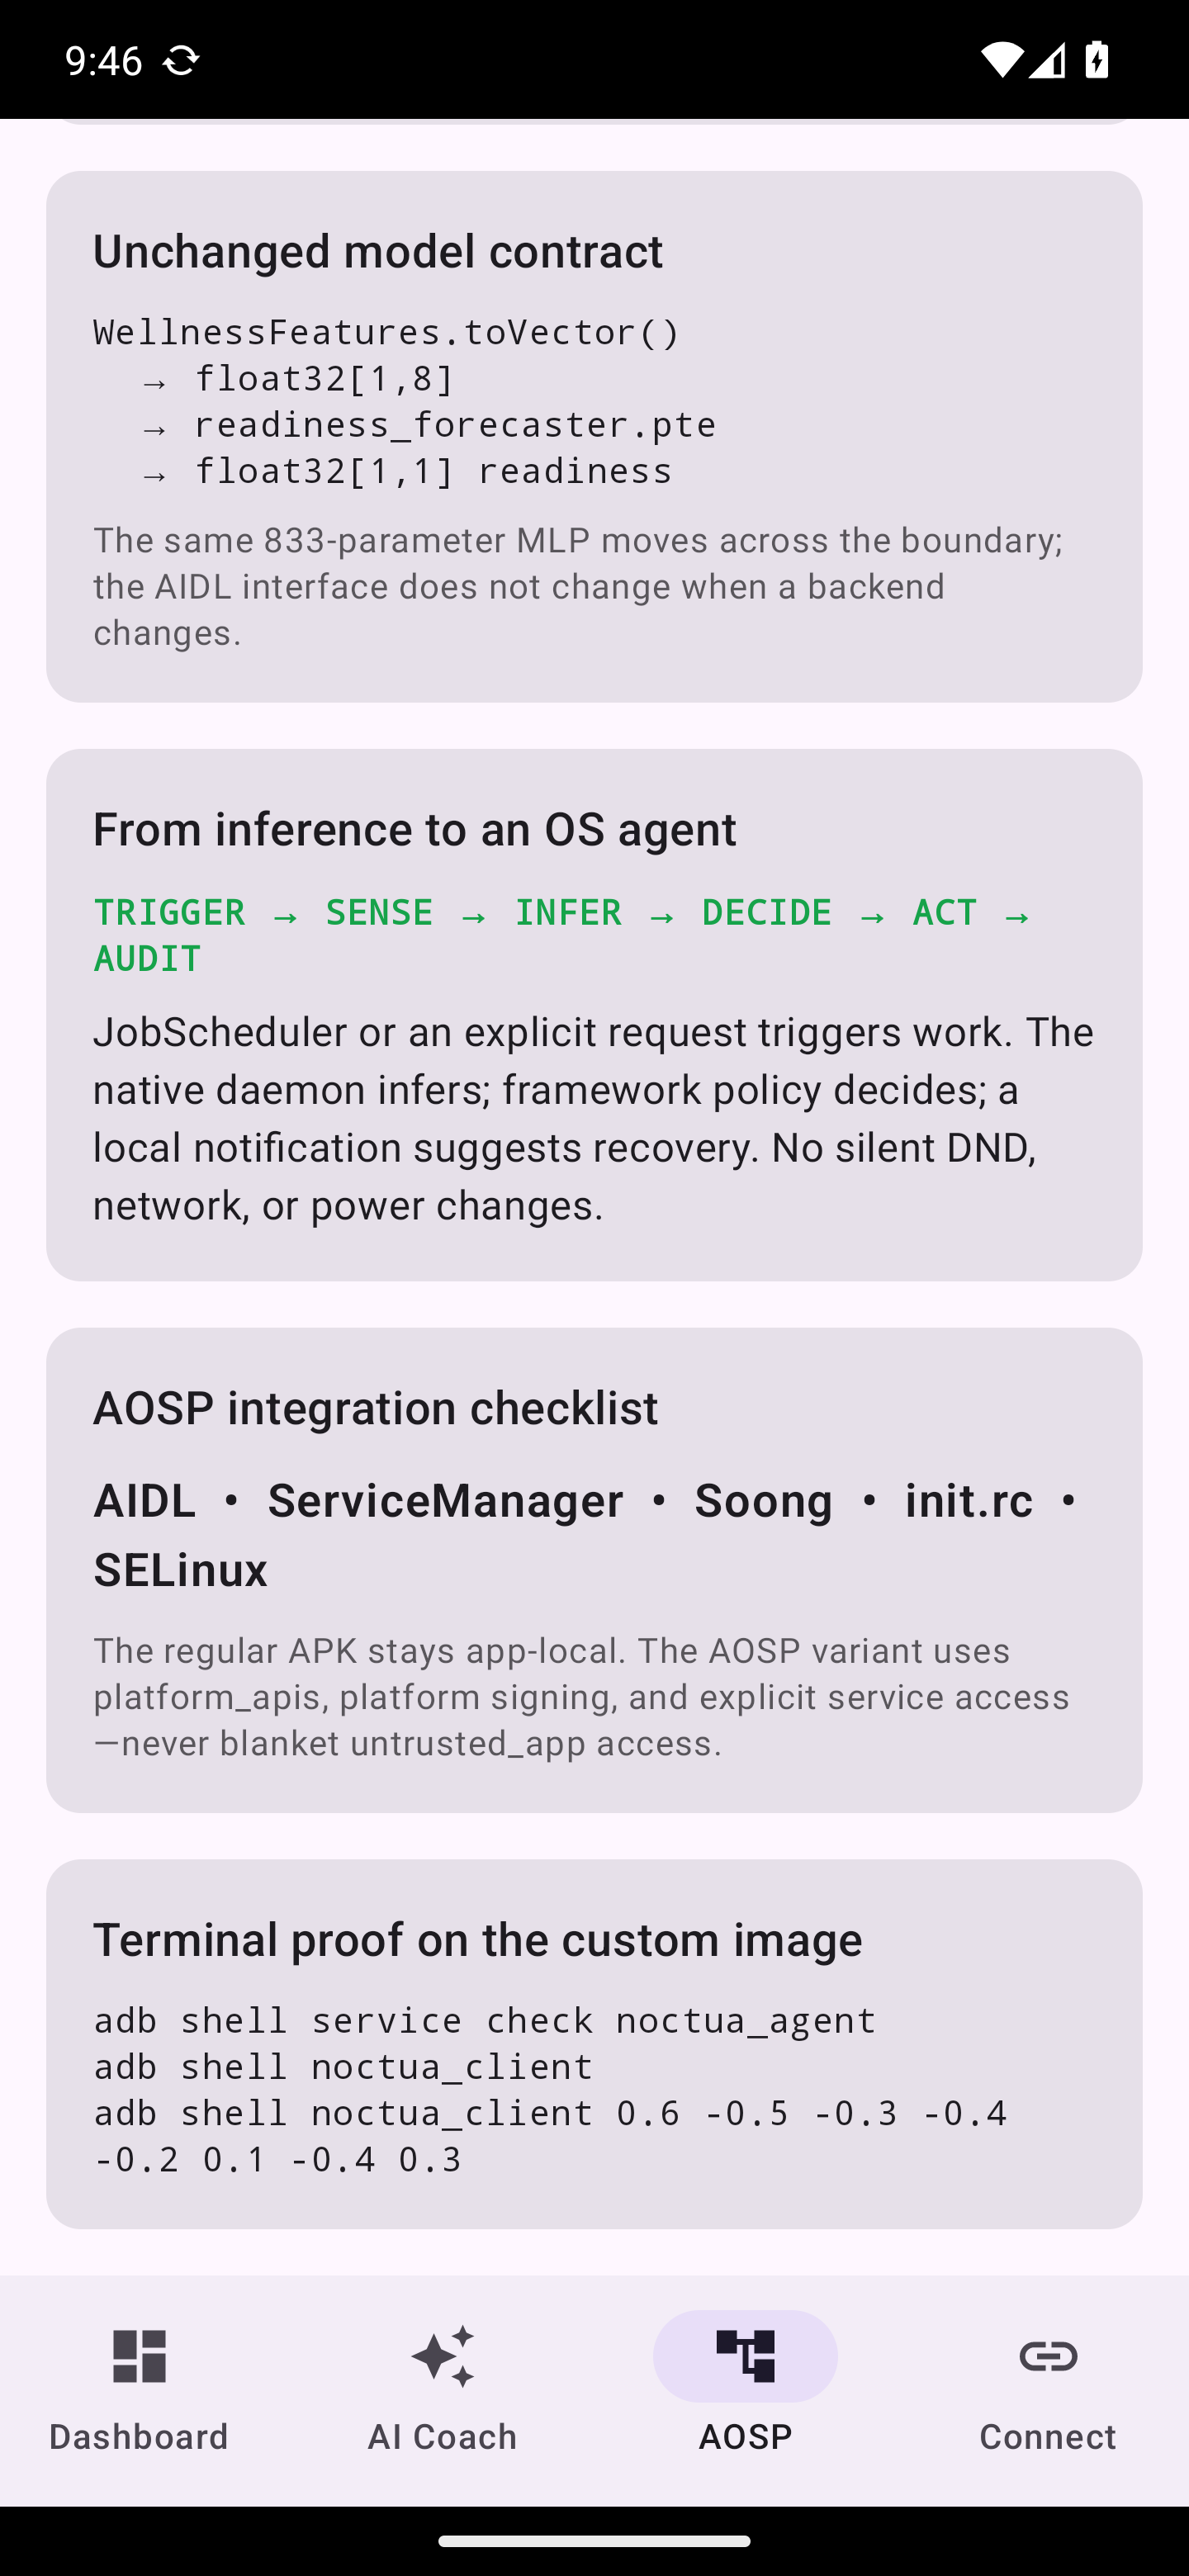 9:46
Unchanged model contract
WellnessFeatures.toVector()
→ float32[1,8]
→ readiness_forecaster.pte
→ float32[1,1] readiness
The same 833-parameter MLP moves across the boundary;
the AIDL interface does not change when a backend
changes.
From inference to an OS agent
TRIGGER → SENSE → INFER → DECIDE → ACT →
AUDIT
JobScheduler or an explicit request triggers work. The
native daemon infers; framework policy decides; a
local notification suggests recovery. No silent DND,
network, or power changes.
AOSP integration checklist
AIDL • ServiceManager • Soong • init.rc •
SELinux
The regular APK stays app-local. The AOSP variant uses
platform_apis, platform signing, and explicit service access
—never blanket untrusted_app access.
Terminal proof on the custom image
adb shell service check noctua_agent
adb shell noctua_client
adb shell noctua_client 0.6 -0.5 -0.3 -0.4
-0.2 0.1 -0.4 0.3
Dashboard
AI Coach
AOSP
Connect